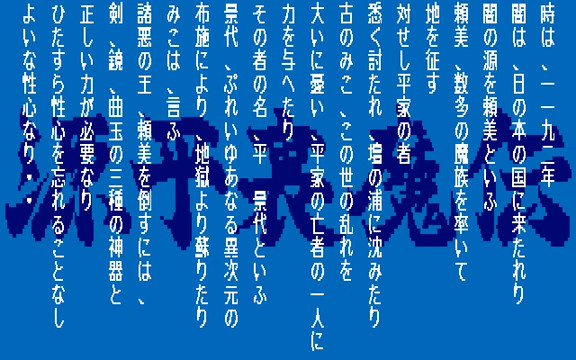 時は、一一九二年
闇は、日の本の国に来たれり
闇の源を頼美といふ
頼美、数多の魔族を率いて
地を征す
対せし平家の者
悉く討たれ、壇の浦に沈みたり
古のみこ、この世の乱れを
大いに憂い、平家の亡者の一人に
力を与へたり
その者の名、平 景代といふ
景代、ぷれいゆあなる異次元の
布施により、地獄より蘇りたり
みこは、言ふ
諸悪の王、頼美を倒すには、
剣、鏡、曲玉の三種の神器と
正しい力が必要なり
ひたすら性心を忘れることなし
よいな性心なり・・